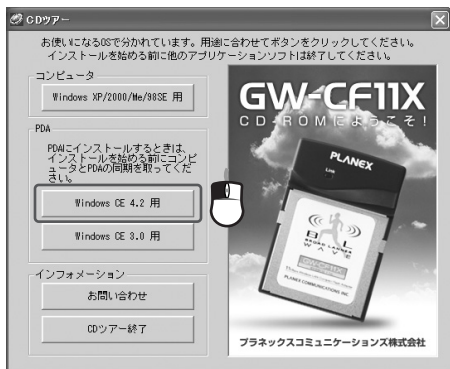 CDツアー
お使いになるOSで分かれています。用途に合わせてボタンをクリックしてください。
インストールを始める前に他のアプリケーションソフトは終了してください。
コンピュータ
Windows XP/2000/Me/98SE 用
PDA
PDAにインストールするときは、
インストールを始める前にコンピ
ュータとPDAの同期を取ってくだ
さい。
Windows CE 4.2 用
Windows CE 3.0 用
インフォメーション
お問い合わせ
CDツアー終了
GW-CF11X
CD-ROMにようこそ!
PLANEX
Link
GW-CF11X
PLANEX COMMUNICATIONS INC.
プラネックスコミュニケーションズ株式会社